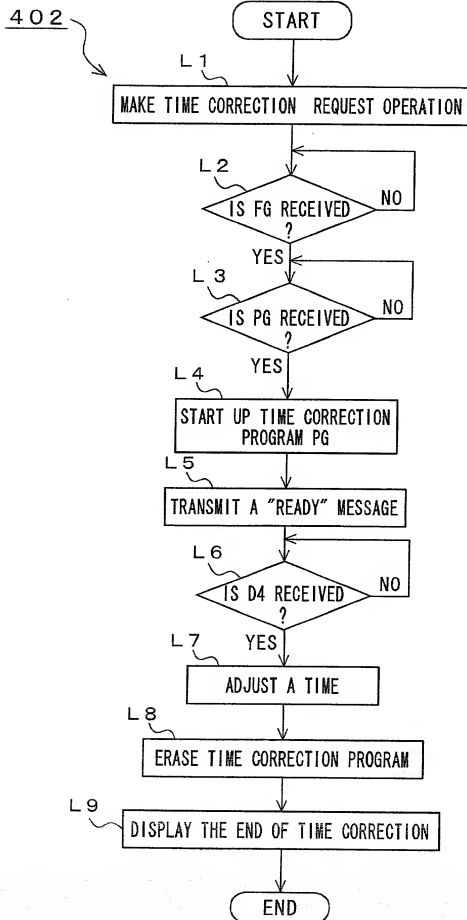 402
START
L1
MAKE TIME CORRECTION REQUEST OPERATION
L2
IS FG RECEIVED
?
NO
YES
L3
IS PG RECEIVED
?
NO
YES
L4
START UP TIME CORRECTION
PROGRAM PG
L5
TRANSMIT A "READY" MESSAGE
L6
IS D4 RECEIVED
?
NO
YES
L7
ADJUST A TIME
L8
ERASE TIME CORRECTION PROGRAM
L9
DISPLAY THE END OF TIME CORRECTION
END